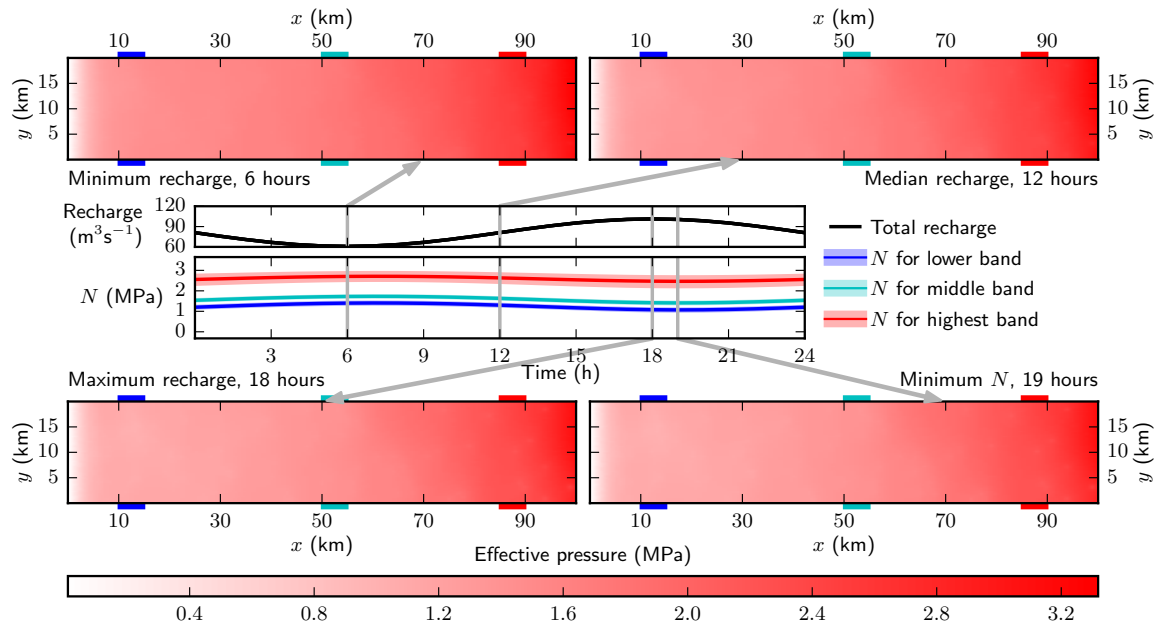 x (km)
x (km)
10 30 50 70 90
10 30 50 70 90
y (km)
15
10
5
15
10
5
y (km)
Minimum recharge, 6 hours
Median recharge, 12 hours
Recharge
(m³s⁻¹)
120
90
60
Total recharge
N for lower band
N for middle band
N for highest band
N (MPa)
3
2
1
0
3 6 9 12 15 18 21 24
Time (h)
Maximum recharge, 18 hours
Minimum N, 19 hours
y (km)
15
10
5
15
10
5
y (km)
10 30 50 70 90
10 30 50 70 90
x (km)
x (km)
Effective pressure (MPa)
0.4 0.8 1.2 1.6 2.0 2.4 2.8 3.2